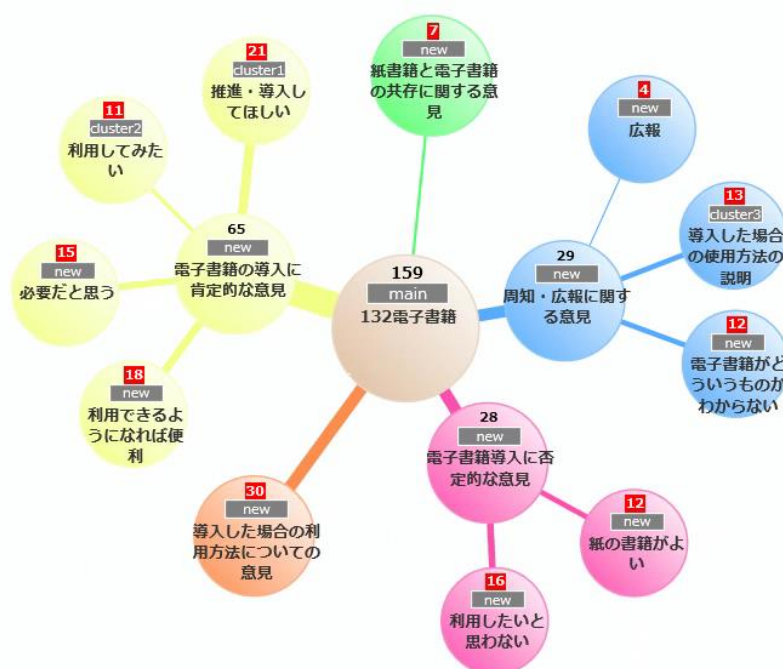 7
new
紙書籍と電子書籍
の共存に関する意
見
21
cluster1
推進・導入し
てほしい
11
cluster2
利用してみた
い
65
new
電子書籍の導入に
肯定的な意見
15
new
必要だと思う
18
new
利用できるよ
うになれば便
利
159
main
132電子書籍
4
new
広報
29
new
周知・広報に関す
る意見
13
cluster3
導入した場合
の使用方法の
説明
12
new
電子書籍がど
ういうものか
わからない
28
new
電子書籍導入に否
定的な意見
12
new
紙の書籍がよ
い
16
new
利用したいと
思わない
30
new
導入した場合の利
用方法についての
意見